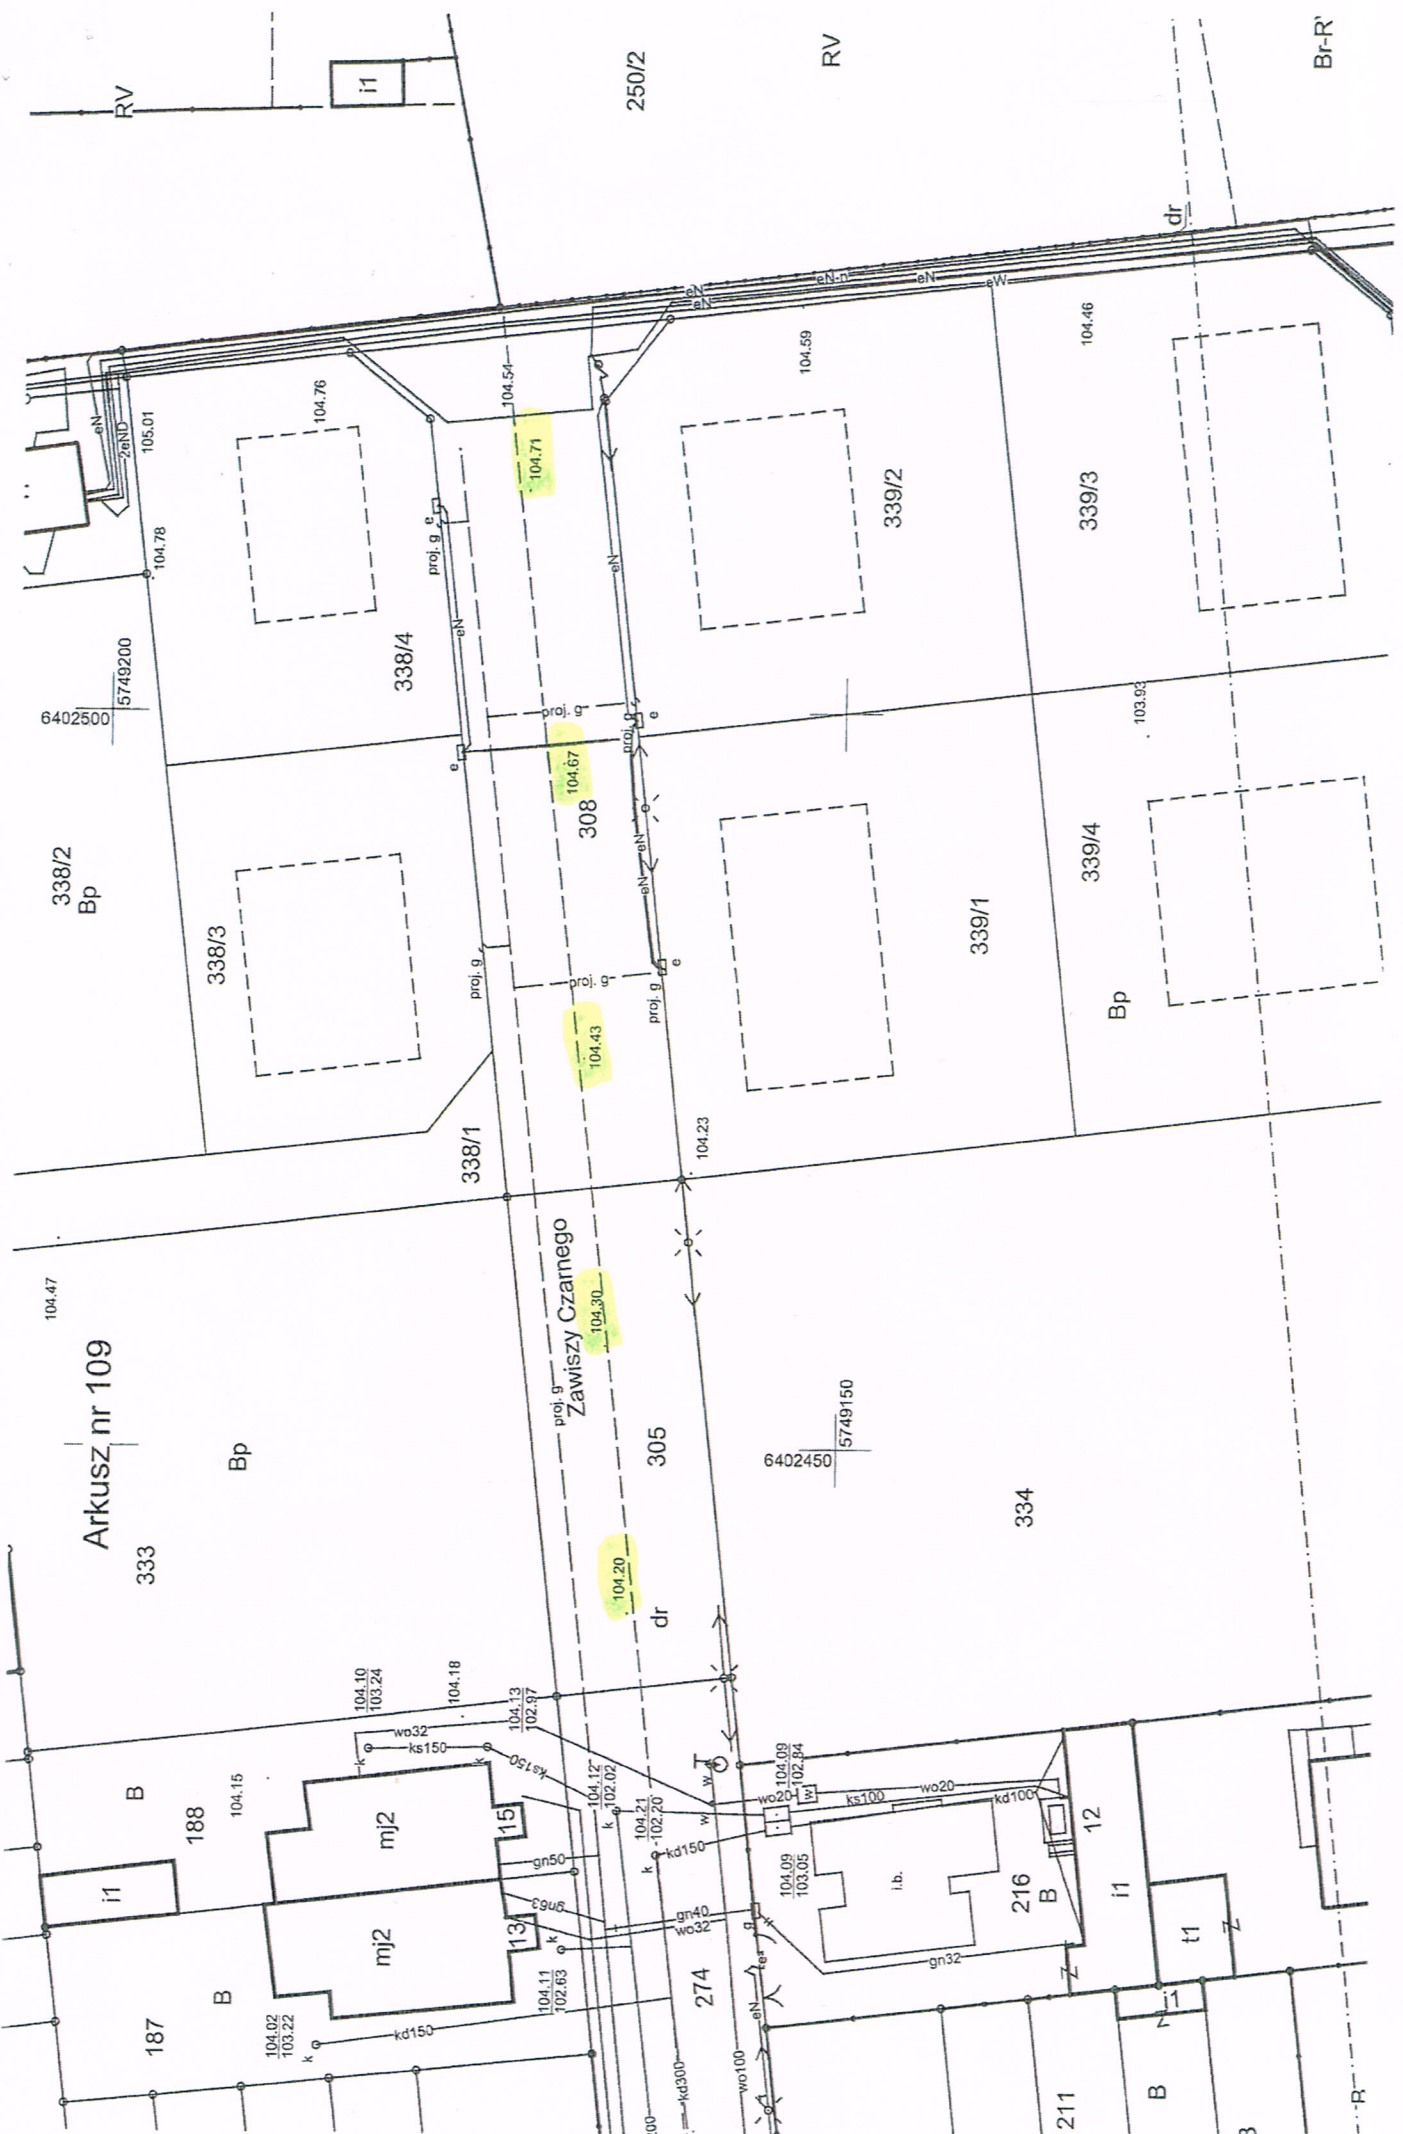 RV
i1
250/2
RV
Br-R
dr
eN
eN
eN-n
eN
eW
104.46
104.59
104.54
104.76
eN
2eND
105.01
104.71
104.78
proj. g
e
eN
eN
339/2
339/3
338/4
6402500
5749200
proj. g
proj. g
e
e
104.67
308
103.93
338/2
Bp
338/3
eN
eN
339/4
339/1
proj. g
proj. g
proj. g
e
104.43
Bp
338/1
104.23
Zawiszy Czarnego
104.30
104.47
Arkusz nr 109
proj. g
Bp
305
6402450
5749150
334
333
104.20
dr
104.10
103.24
104.18
104.13
102.97
wo32
ks150
k
k
ks150
104.12
102.02
k
104.21
102.20
k
kd150
w
w
104.09
102.84
wo20
w
wo20
ks100
kd100
B
188
104.15
mj2
15
i1
gn50
gn63
gn40
wo32
104.09
103.05
i.b.
216
B
12
i1
t1
mj2
13
k
104.11
102.63
g
gn32
274
eN
B
187
104.02
103.22
k
kd150
kd300
wo100
i1
211
B
B
R